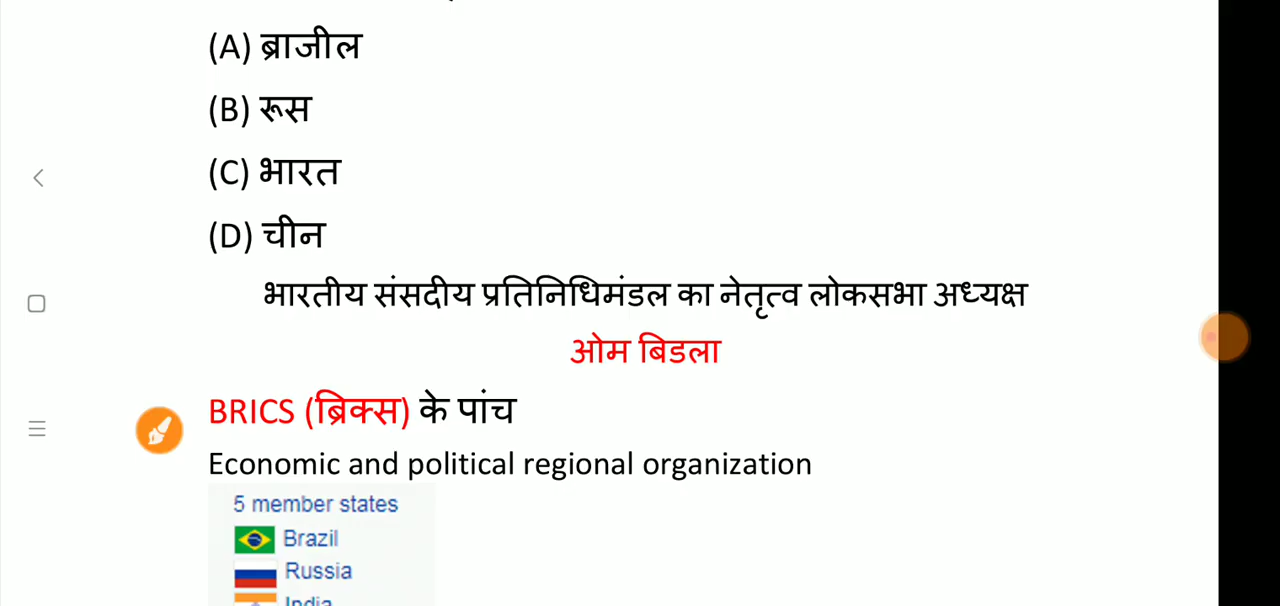 (A) ब्राजील
(B) रूस
(C) भारत
(D) चीन
भारतीय संसदीय प्रतिनिधिमंडल का नेतृत्व लोकसभा अध्यक्ष
ओम बिडला
BRICS (ब्रिक्स) के पांच
Economic and political regional organization
5 member states
Brazil
Russia
India